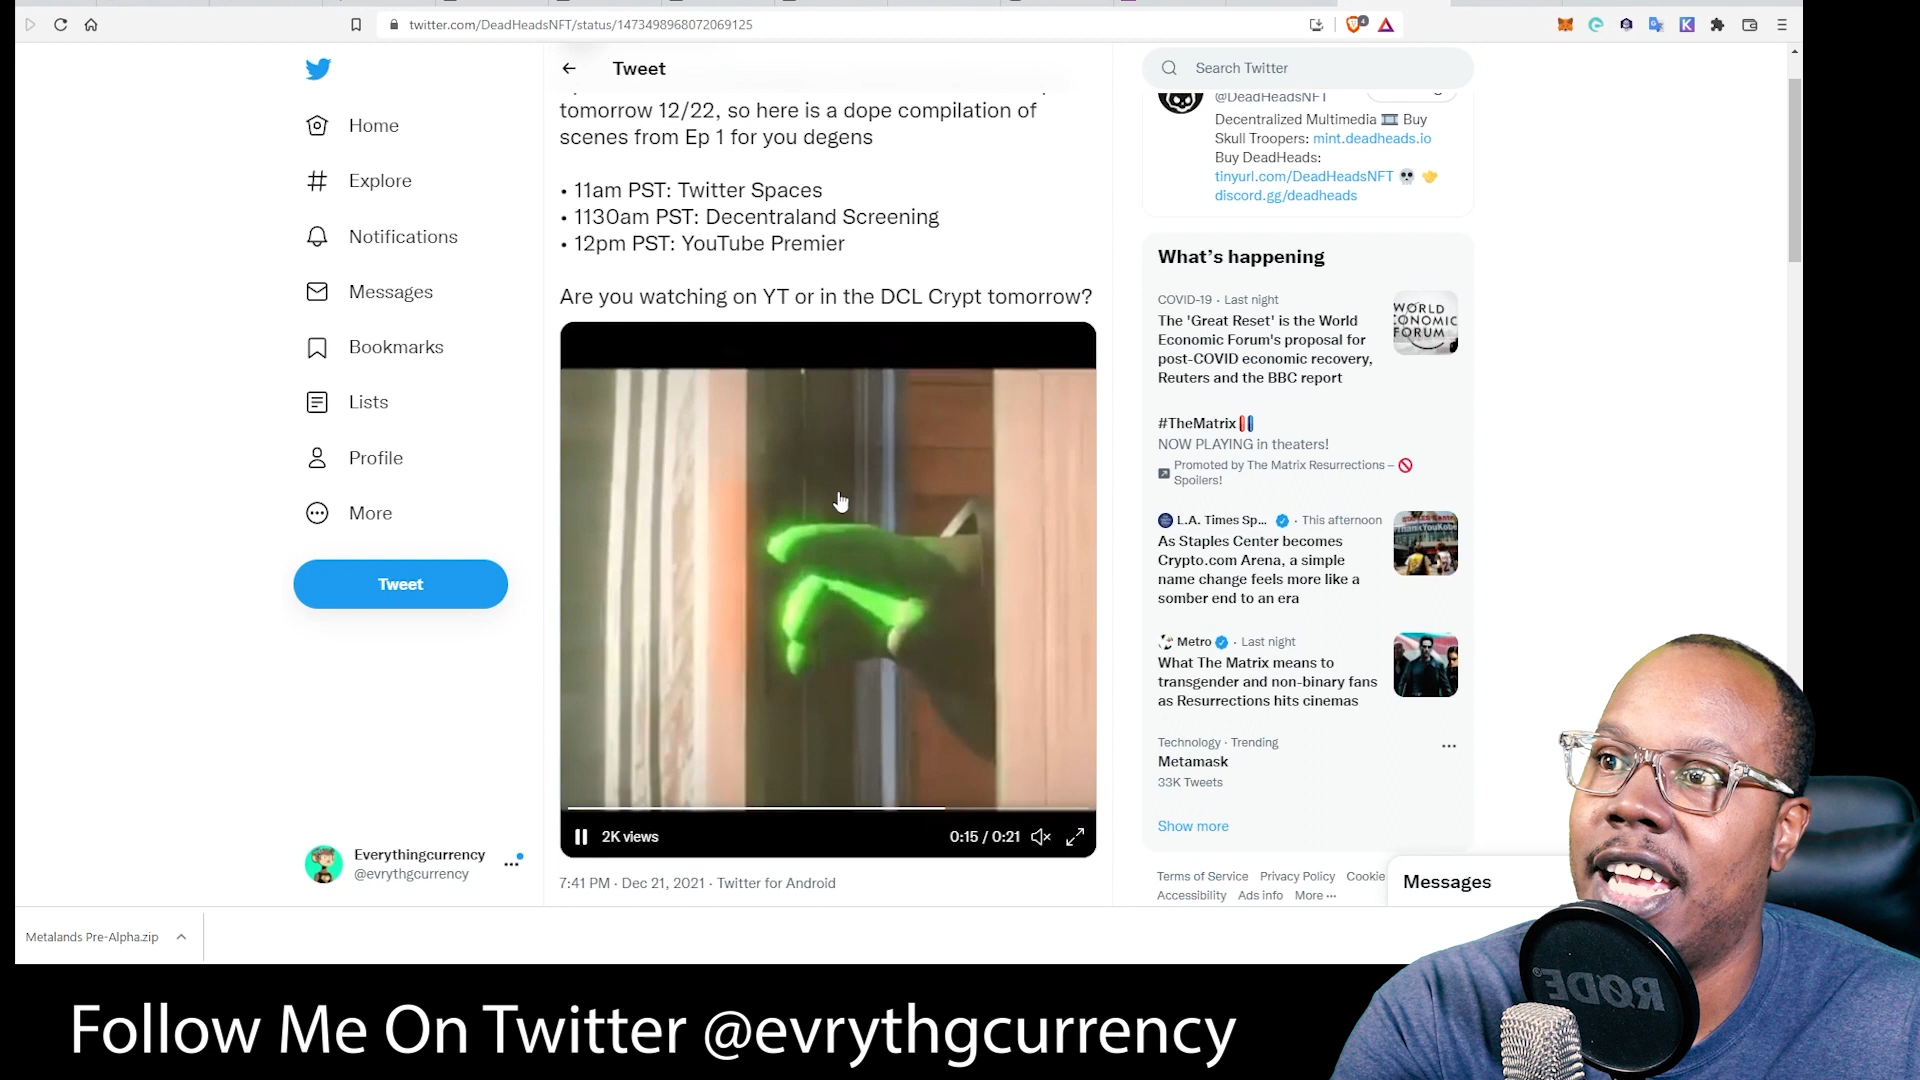 twitter.com/DeadHeadsNFT/status/1473498968072069125
Home
Explore
Notifications
Messages
Bookmarks
Lists
Profile
More
Tweet
Everythingcurrency
@evrythgcurrency
Tweet
tomorrow 12/22, so here is a dope compilation of
scenes from Ep 1 for you degens
• 11am PST: Twitter Spaces
• 1130am PST: Decentraland Screening
• 12pm PST: YouTube Premier
Are you watching on YT or in the DCL Crypt tomorrow?
2K views
0:15 / 0:21
7:41 PM · Dec 21, 2021 · Twitter for Android
Search Twitter
@DeadHeadsNFT
Decentralized Multimedia 🎞 Buy
Skull Troopers: mint.deadheads.io
Buy DeadHeads:
tinyurl.com/DeadHeadsNFT
discord.gg/deadheads
What's happening
COVID-19 · Last night
The 'Great Reset' is the World
Economic Forum's proposal for
post-COVID economic recovery,
Reuters and the BBC report
WORLD
ECONOMIC
FORUM
#TheMatrix
NOW PLAYING in theaters!
Promoted by The Matrix Resurrections –
Spoilers!
L.A. Times Sp... · This afternoon
As Staples Center becomes
Crypto.com Arena, a simple
name change feels more like a
somber end to an era
Metro · Last night
What The Matrix means to
transgender and non-binary fans
as Resurrections hits cinemas
Technology · Trending
Metamask
33K Tweets
Show more
Terms of Service Privacy Policy Cookie
Accessibility Ads info More ···
Messages
Metalands Pre-Alpha.zip
RØDE
Follow Me On Twitter @evrythgcurrency